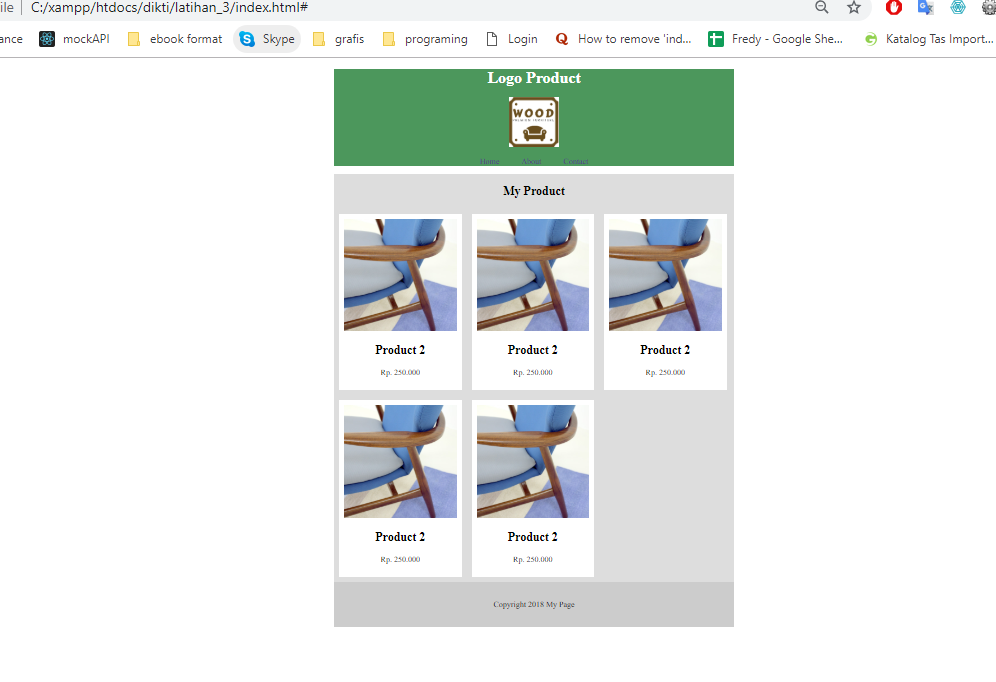 ile C:/xampp/htdocs/dikti/latihan_3/index.html#
ance mockAPI ebook format Skype grafis programing Login How to remove 'ind... Fredy - Google She... Katalog Tas Import...
Logo Product
WOOD
Home About Contact
My Product
Product 2 Product 2 Product 2
Rp. 250.000 Rp. 250.000 Rp. 250.000
Product 2 Product 2
Rp. 250.000 Rp. 250.000
Copyright 2018 My Page